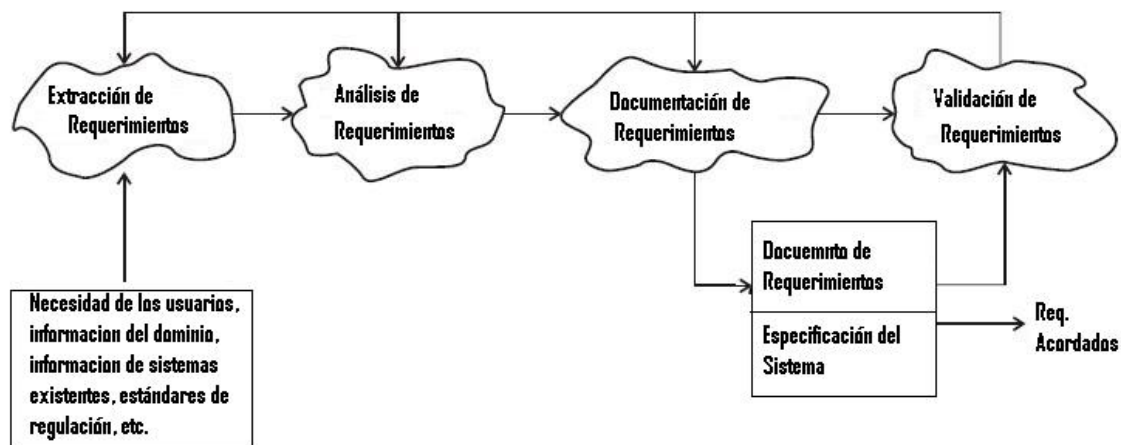 Extracción de
Requerimientos
Análisis de
Requerimientos
Documentación de
Requerimientos
Validación de
Requerimientos
Necesidad de los usuarios,
informacion del dominio,
informacion de sistemas
existentes, estándares de
regulación, etc.
Docuemnto de
Requerimientos
Especificación del
Sistema
Req.
Acordados